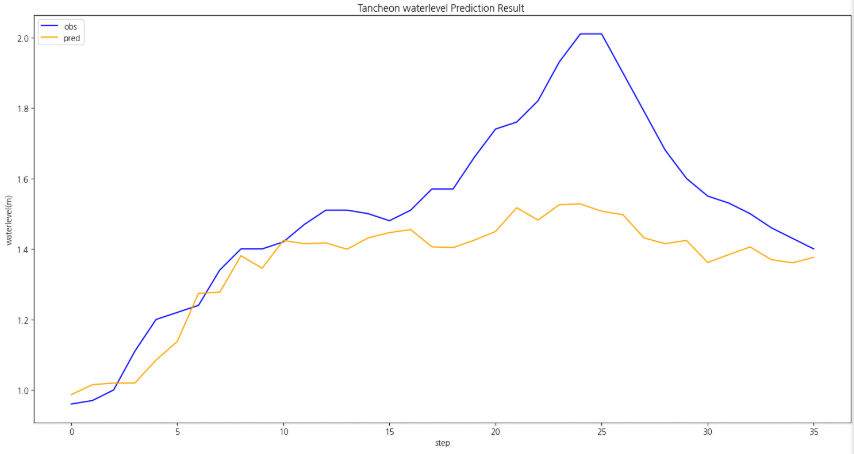 Tancheon waterlevel Prediction Result
obs
pred
waterlevel(m)
2.0
1.8
1.6
1.4
1.2
1.0
0 5 10 15 20 25 30 35
step